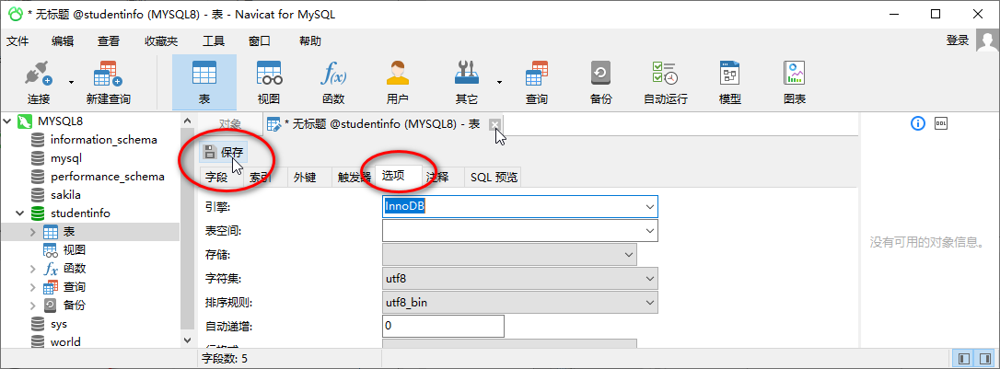 * 无标题 @studentinfo (MYSQL8) - 表 - Navicat for MySQL
文件 编辑 查看 收藏夹 工具 窗口 帮助 登录
连接 新建查询 表 视图 函数 用户 其它 查询 备份 自动运行 模型 图表
MYSQL8
information_schema
mysql
performance_schema
sakila
studentinfo
表
视图
函数
查询
备份
sys
world
对象 * 无标题 @studentinfo (MYSQL8) - 表
保存
字段 索引 外键 触发器 选项 注释 SQL 预览
引擎: InnoDB
表空间:
存储:
字符集: utf8
排序规则: utf8_bin
自动递增: 0
字段数: 5
DDL
没有可用的对象信息。